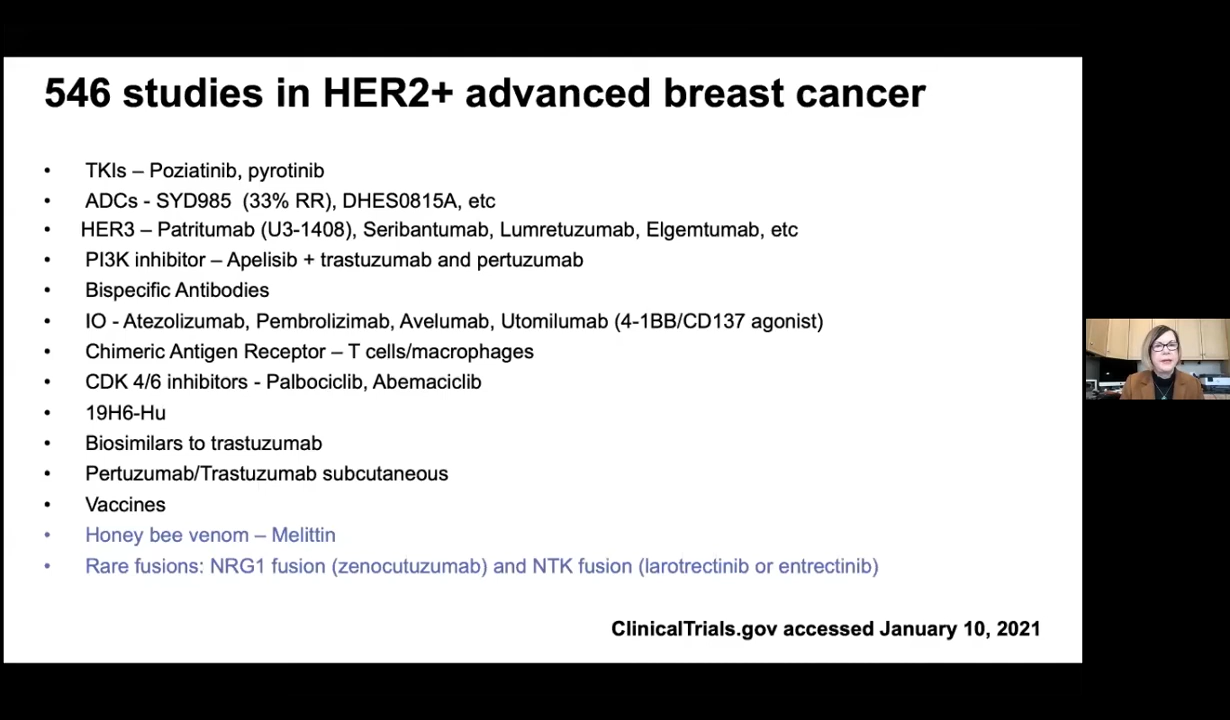 546 studies in HER2+ advanced breast cancer
• TKIs – Poziatinib, pyrotinib
• ADCs - SYD985 (33% RR), DHES0815A, etc
• HER3 – Patritumab (U3-1408), Seribantumab, Lumretuzumab, Elgemtumab, etc
• PI3K inhibitor – Apelisib + trastuzumab and pertuzumab
• Bispecific Antibodies
• IO - Atezolizumab, Pembrolizimab, Avelumab, Utomilumab (4-1BB/CD137 agonist)
• Chimeric Antigen Receptor – T cells/macrophages
• CDK 4/6 inhibitors - Palbociclib, Abemaciclib
• 19H6-Hu
• Biosimilars to trastuzumab
• Pertuzumab/Trastuzumab subcutaneous
• Vaccines
• Honey bee venom – Melittin
• Rare fusions: NRG1 fusion (zenocutuzumab) and NTK fusion (larotrectinib or entrectinib)
ClinicalTrials.gov accessed January 10, 2021